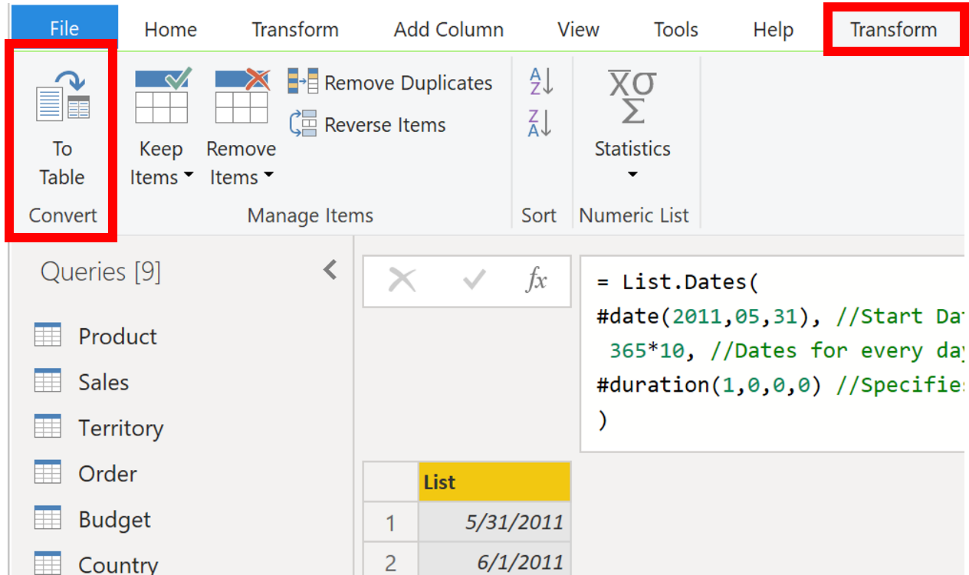 File Home Transform Add Column View Tools Help Transform
To Table
Keep Items
Remove Items
Remove Duplicates
Reverse Items
A Z
Z A
X̅σ
Σ
Statistics
Convert Manage Items Sort Numeric List
Queries [9]
Product
Sales
Territory
Order
Budget
Country
fx
= List.Dates(
#date(2011,05,31), //Start Dat
365*10, //Dates for every day
#duration(1,0,0,0) //Specifies
)
List
1 5/31/2011
2 6/1/2011